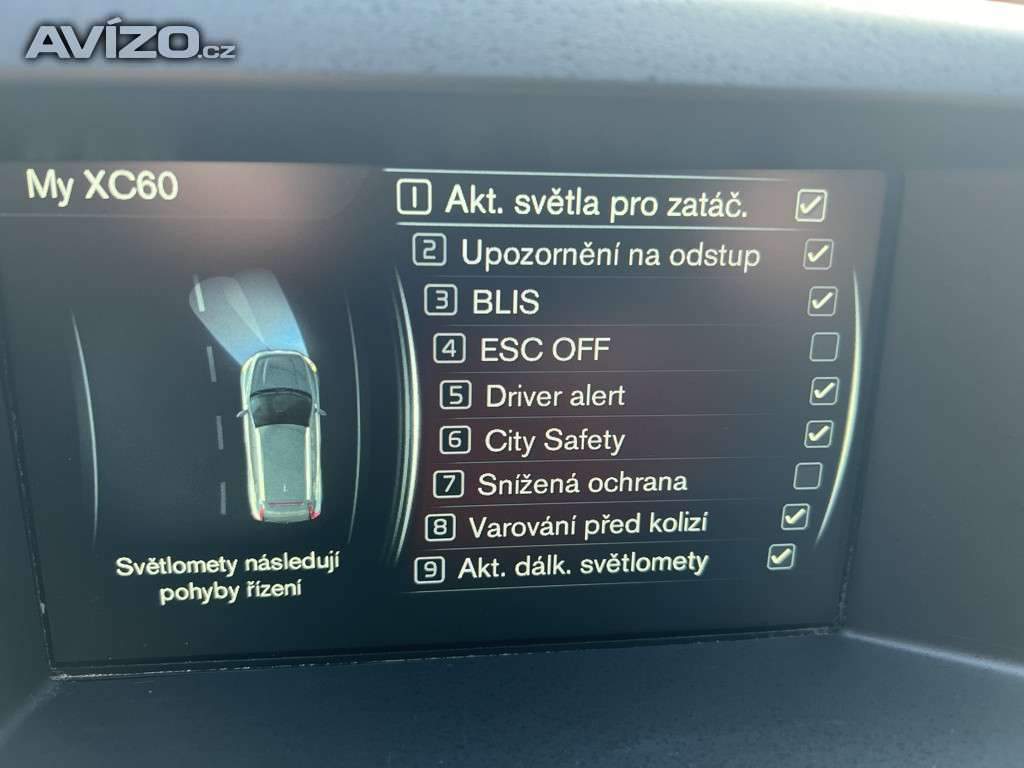 AVÍZO.cz
My XC60
1 Akt. světla pro zatáč.
2 Upozornění na odstup
3 BLIS
4 ESC OFF
5 Driver alert
6 City Safety
7 Snížená ochrana
8 Varování před kolizí
9 Akt. dálk. světlomety
Světlomety následují
pohyby řízení